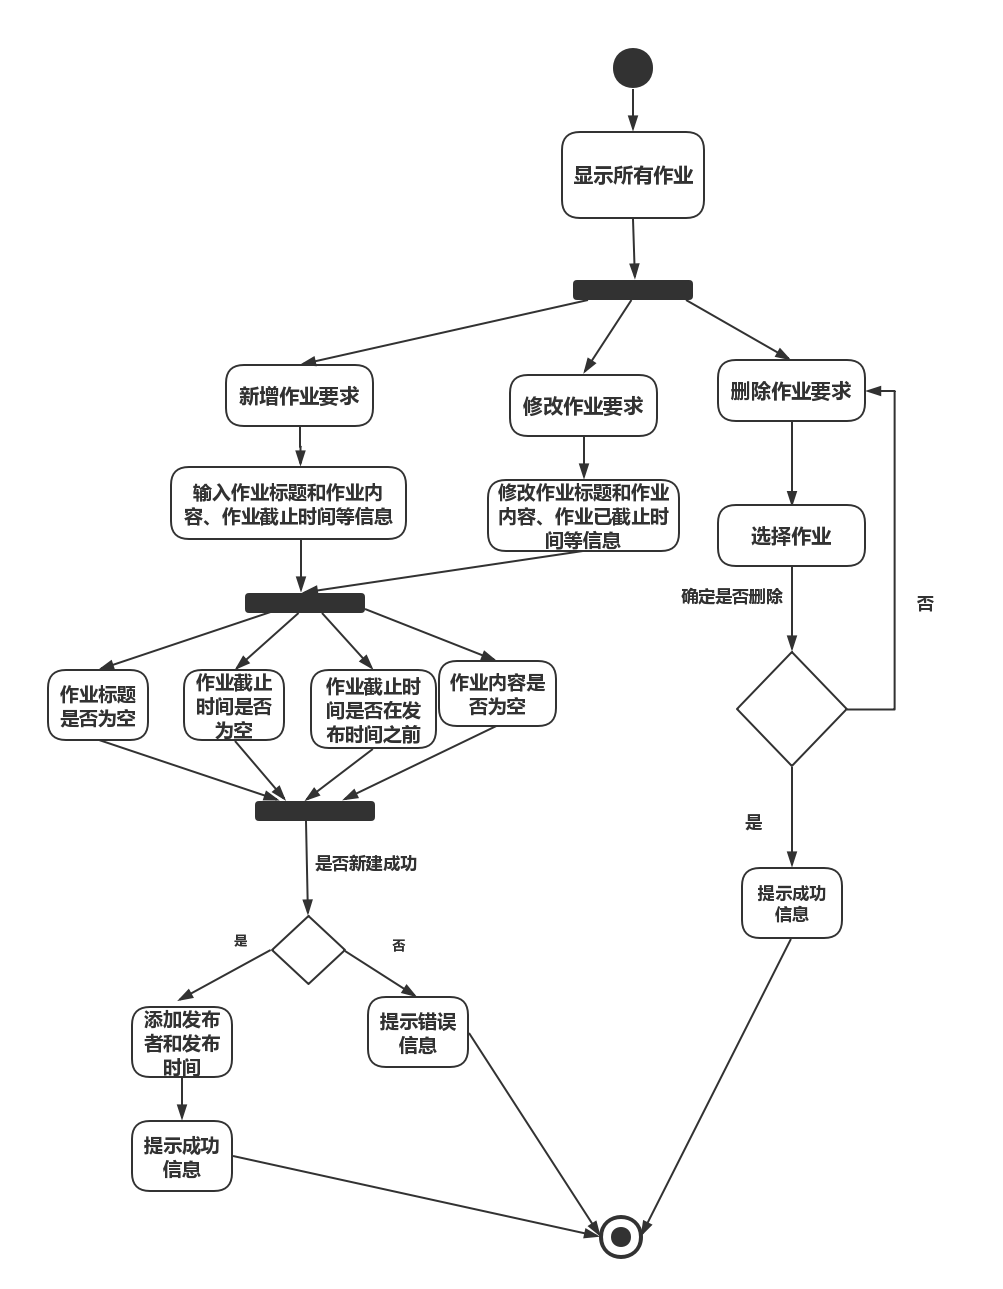 显示所有作业
新增作业要求
修改作业要求
删除作业要求
输入作业标题和作业内
容、作业截止时间等信息
修改作业标题和作业
内容、作业已截止时
间等信息
选择作业
确定是否删除
否
作业标题
是否为空
作业截止
时间是否
为空
作业截止时
间是否在发
布时间之前
作业内容是
否为空
是
是否新建成功
提示成功
信息
是
否
添加发布
者和发布
时间
提示错误
信息
提示成功
信息